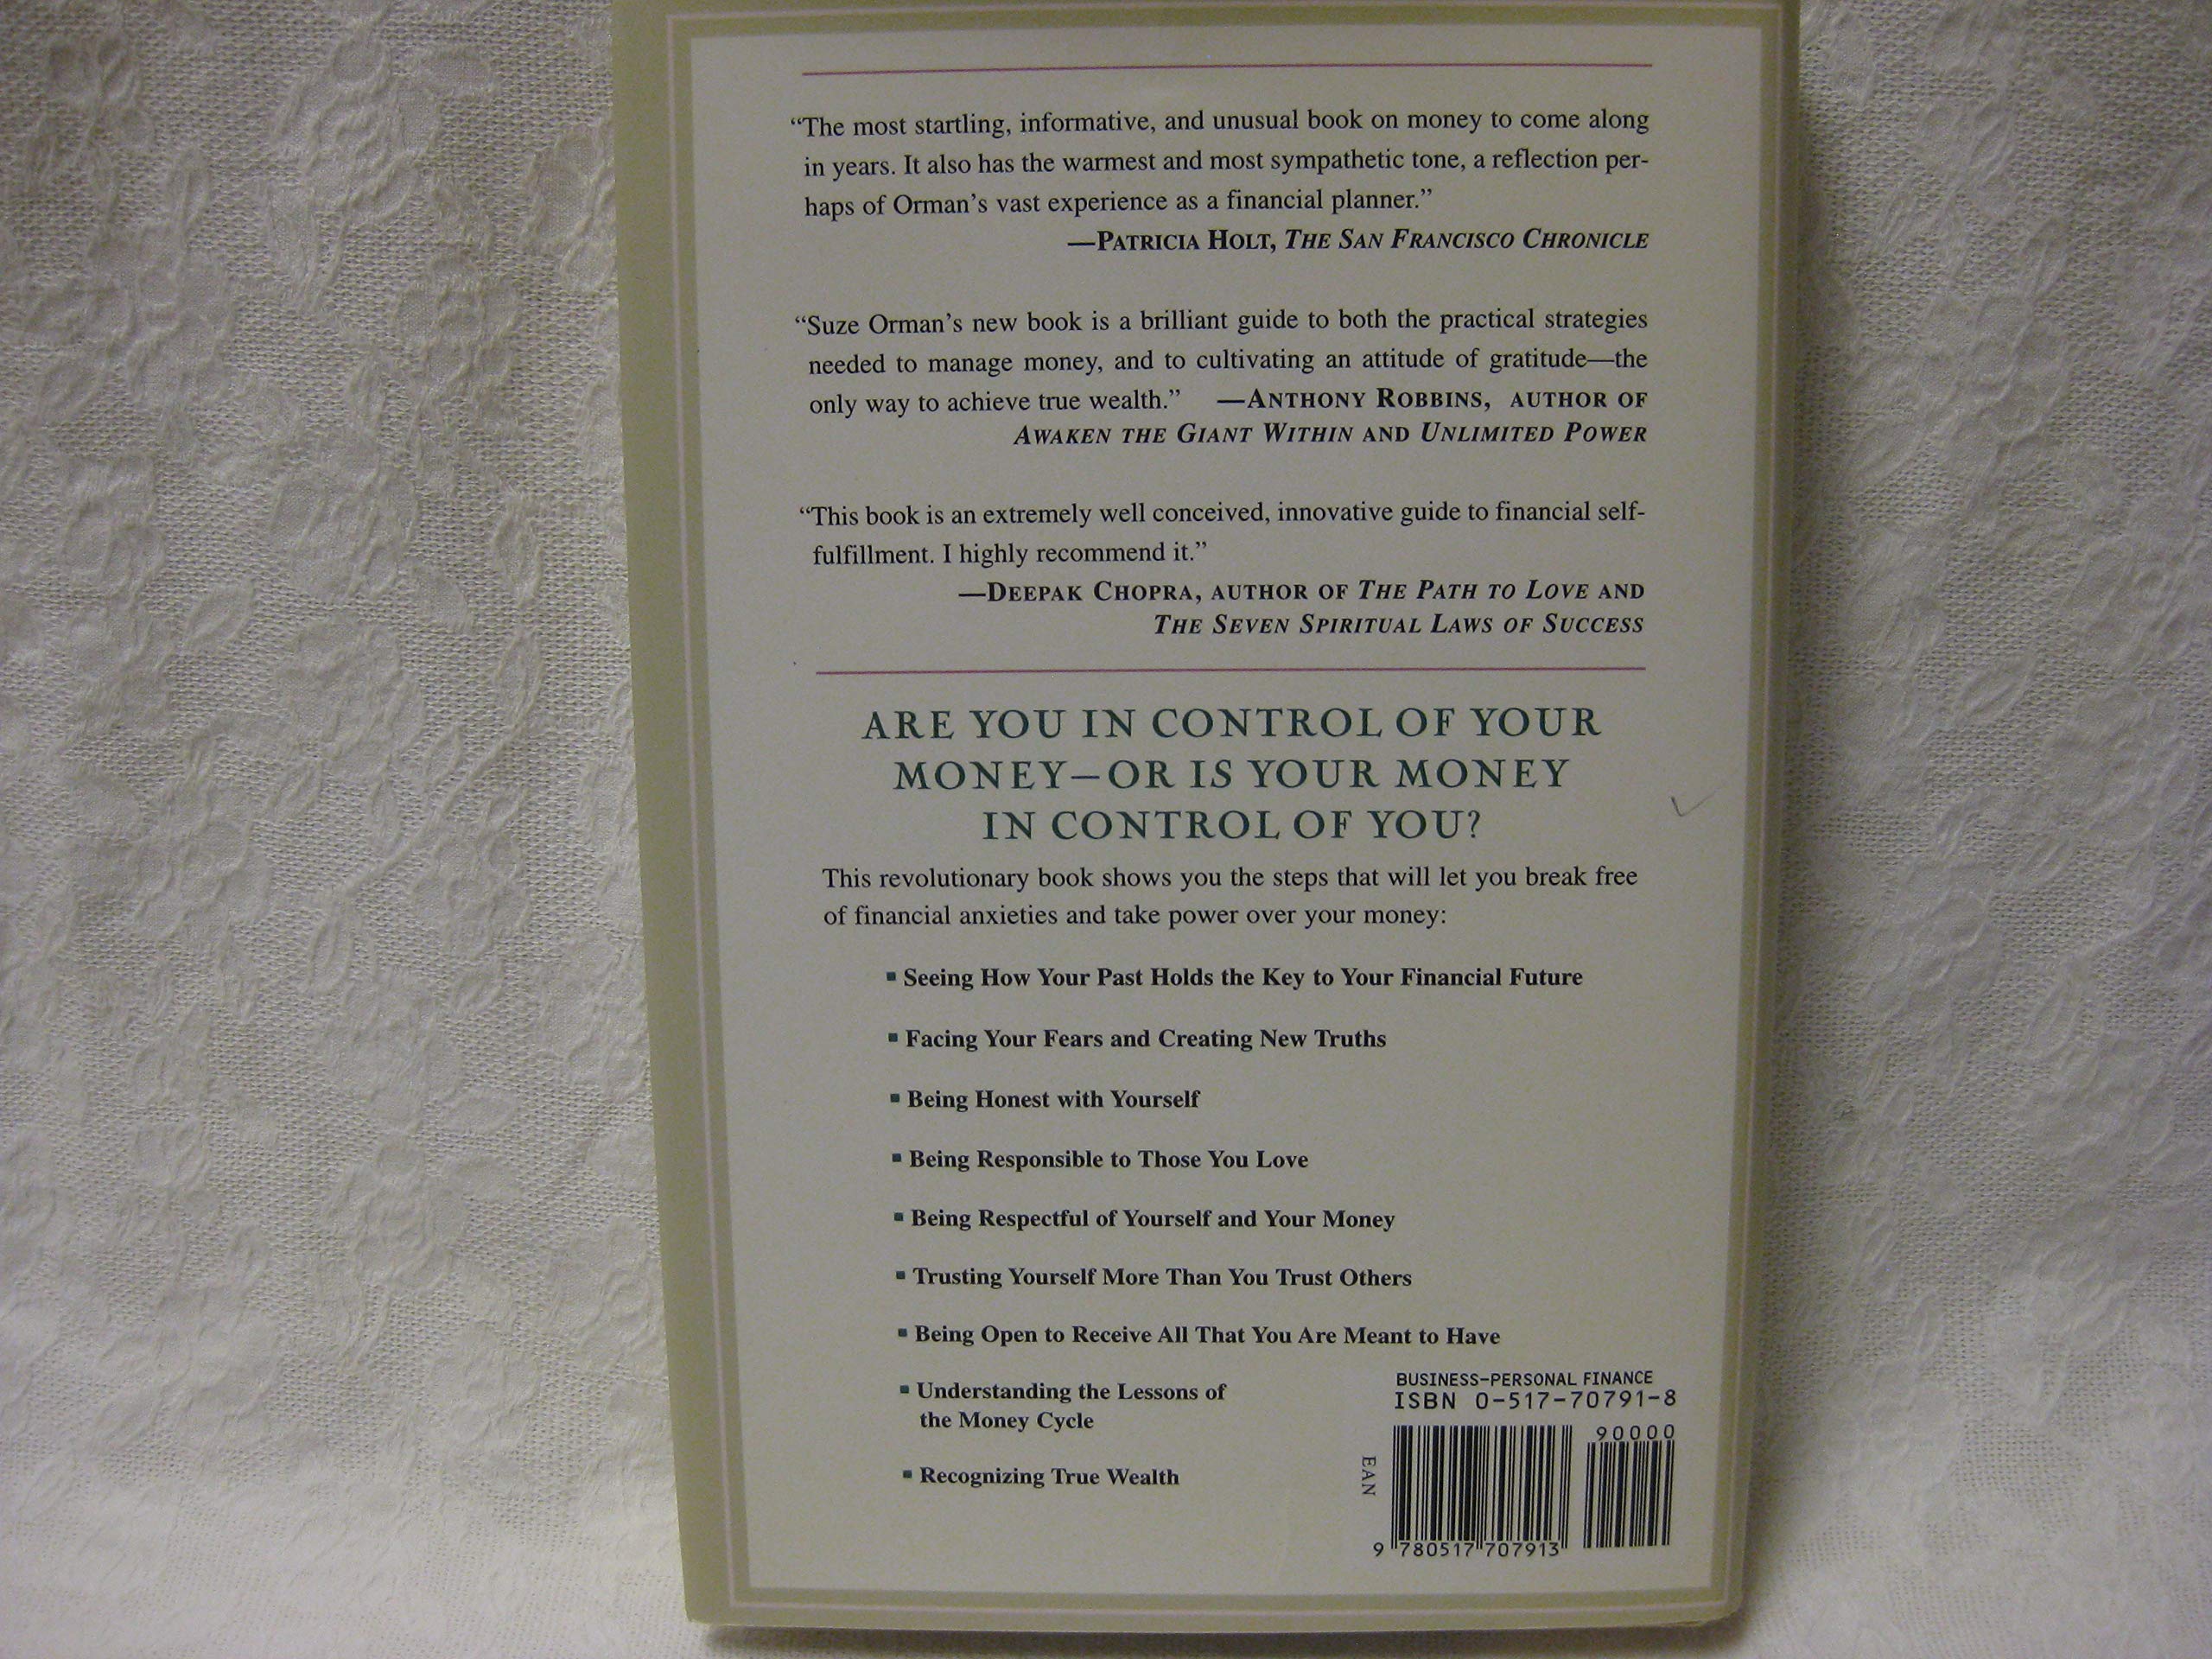 “The most startling, informative, and unusual book on money to come along
in years. It also has the warmest and most sympathetic tone, a reflection per-
haps of Orman’s vast experience as a financial planner.”
—PATRICIA HOLT, THE SAN FRANCISCO CHRONICLE
“Suze Orman’s new book is a brilliant guide to both the practical strategies
needed to manage money, and to cultivating an attitude of gratitude—the
only way to achieve true wealth.” —ANTHONY ROBBINS, AUTHOR OF
AWAKEN THE GIANT WITHIN AND UNLIMITED POWER
“This book is an extremely well conceived, innovative guide to financial self-
fulfillment. I highly recommend it.”
—DEEPAK CHOPRA, AUTHOR OF THE PATH TO LOVE AND
THE SEVEN SPIRITUAL LAWS OF SUCCESS
ARE YOU IN CONTROL OF YOUR
MONEY—OR IS YOUR MONEY
IN CONTROL OF YOU?
This revolutionary book shows you the steps that will let you break free
of financial anxieties and take power over your money:
▪ Seeing How Your Past Holds the Key to Your Financial Future
▪ Facing Your Fears and Creating New Truths
▪ Being Honest with Yourself
▪ Being Responsible to Those You Love
▪ Being Respectful of Yourself and Your Money
▪ Trusting Yourself More Than You Trust Others
▪ Being Open to Receive All That You Are Meant to Have
▪ Understanding the Lessons of
the Money Cycle
▪ Recognizing True Wealth
BUSINESS-PERSONAL FINANCE
ISBN 0-517-70791-8
90000
EAN
9 780517 707913